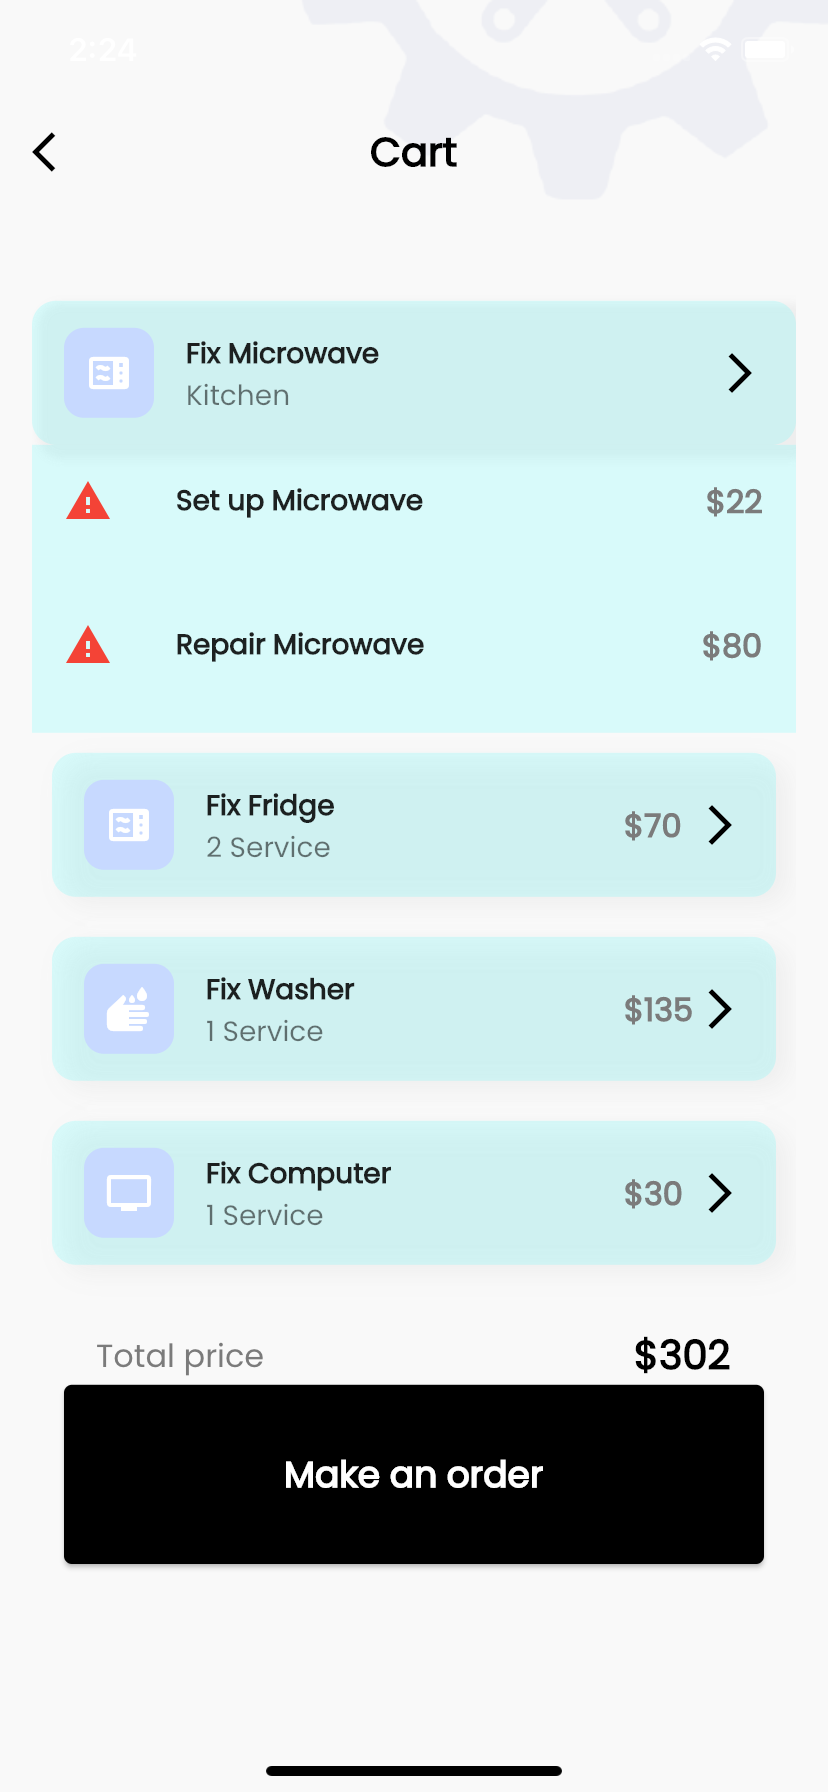 2:24
Cart
Fix Microwave
Kitchen
Set up Microwave
$22
Repair Microwave
$80
Fix Fridge
2 Service
$70
Fix Washer
1 Service
$135
Fix Computer
1 Service
$30
Total price
$302
Make an order